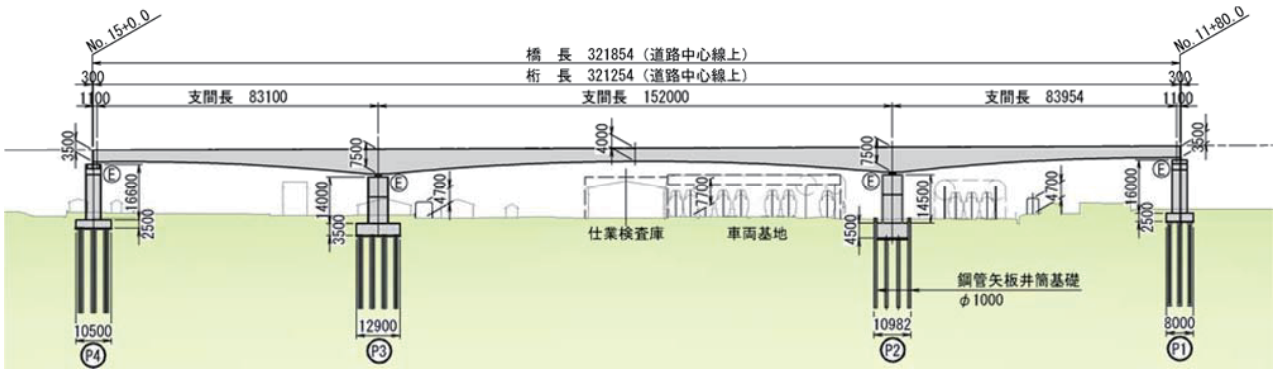 No.15+0.0
No.11+80.0
橋 長 321854（道路中心線上）
300
桁 長 321254（道路中心線上）
300
1100
支間長 83100
支間長 152000
支間長 83954
1100
3500
7500
4000
7500
3500
E
E
E
E
16600
14000
4700
7700
14500
4700
16000
2500
3500
仕業検査庫
車両基地
4500
2500
鋼管矢板井筒基礎
φ1000
10500
12900
10982
8000
P4
P3
P2
P1